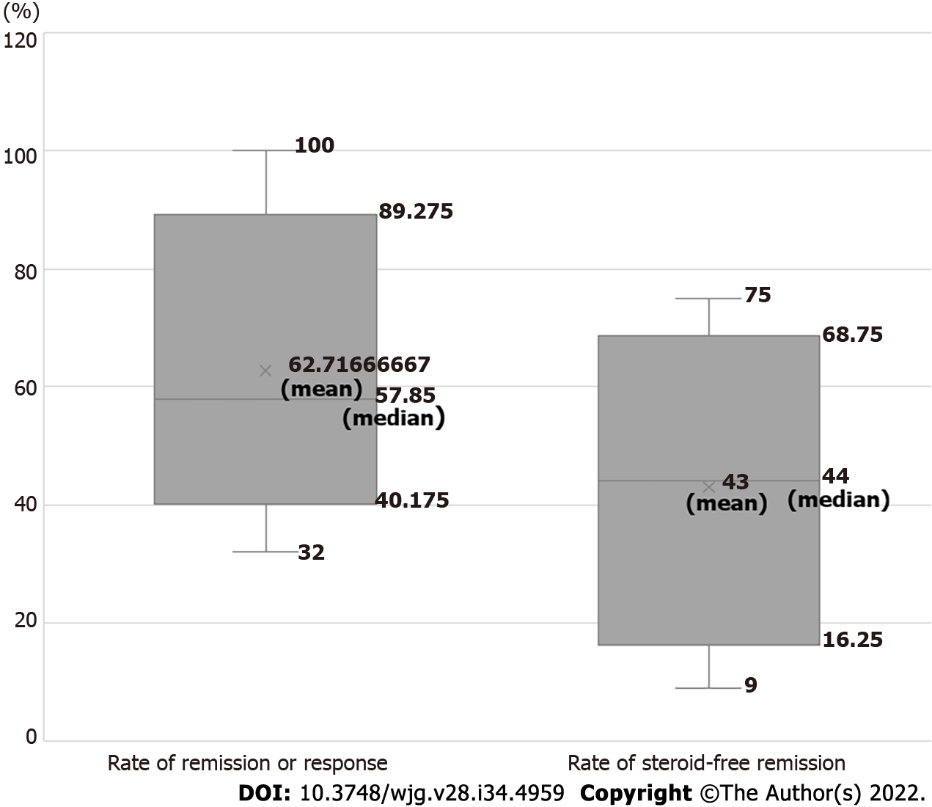 (%)
120
100
80
60
40
20
0
100
89.275
62.71666667
(mean)
57.85
(median)
40.175
32
75
68.75
44
(median)
43
(mean)
16.25
9
Rate of remission or response
Rate of steroid-free remission
DOI: 10.3748/wjg.v28.i34.4959 Copyright ©The Author(s) 2022.